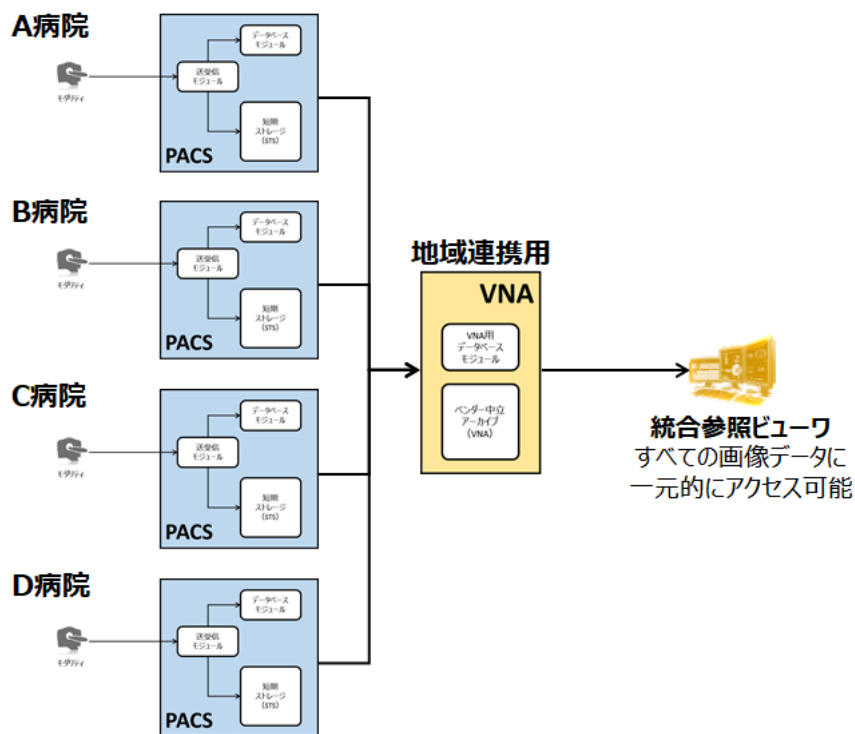 A病院
モダリティ
送受信
モジュール
データベース
モジュール
短期
ストレージ
(STS)
PACS
B病院
モダリティ
送受信
モジュール
データベース
モジュール
短期
ストレージ
(STS)
PACS
C病院
モダリティ
送受信
モジュール
データベース
モジュール
短期
ストレージ
(STS)
PACS
D病院
モダリティ
送受信
モジュール
データベース
モジュール
短期
ストレージ
(STS)
PACS
地域連携用
VNA
VNA用
データベース
モジュール
ベンダー中立
アーカイブ
(VNA)
統合参照ビューワ
すべての画像データに
一元的にアクセス可能